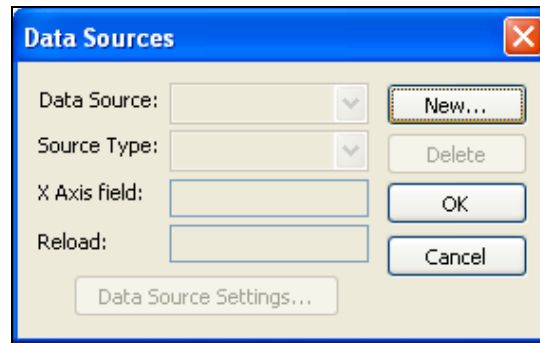 Data Sources
Data Source:
New...
Source Type:
Delete
X Axis field:
OK
Reload:
Cancel
Data Source Settings...